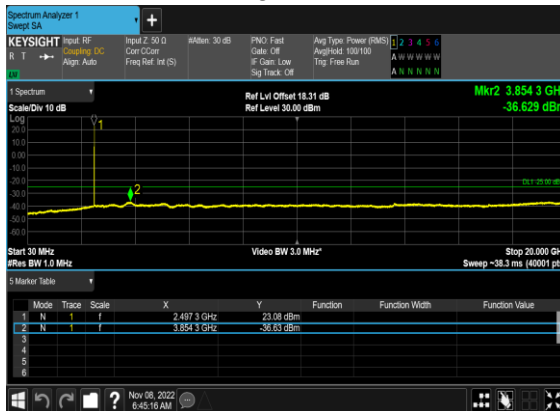 Spectrum Analyzer 1
Swept SA
+
KEYSIGHT Input: RF Input Z: 50 Ω #Atten: 30 dB PNO: Fast Avg Type: Power (RMS) 1 2 3 4 5 6
R T Coupling: DC Corr CCorr Gate: Off Avg|Hold: 100/100 A W W W W W
Align: Auto Freq Ref: Int (S) IF Gain: Low Trig: Free Run
Sig Track: Off A N N N N N
1 Spectrum Ref Lvl Offset 18.31 dB Mkr2 3.854 3 GH
Scale/Div 10 dB Ref Level 30.00 dBm -36.629 dBr
Log
1
20.0
10.0
0.00
-10.0
-20.0
DL1 -25.00 dB
-30.0
2
-40.0
-50.0
-60.0
Start 30 MHz Video BW 3.0 MHz* Stop 20.000 GH
#Res BW 1.0 MHz Sweep ~38.3 ms (40001 pt
5 Marker Table
Mode Trace Scale X Y Function Function Width Function Value
1 N 1 f 2.497 3 GHz 23.08 dBm
2 N 1 f 3.854 3 GHz -36.63 dBm
3
4
5
6
? Nov 08, 2022
6:45:16 AM